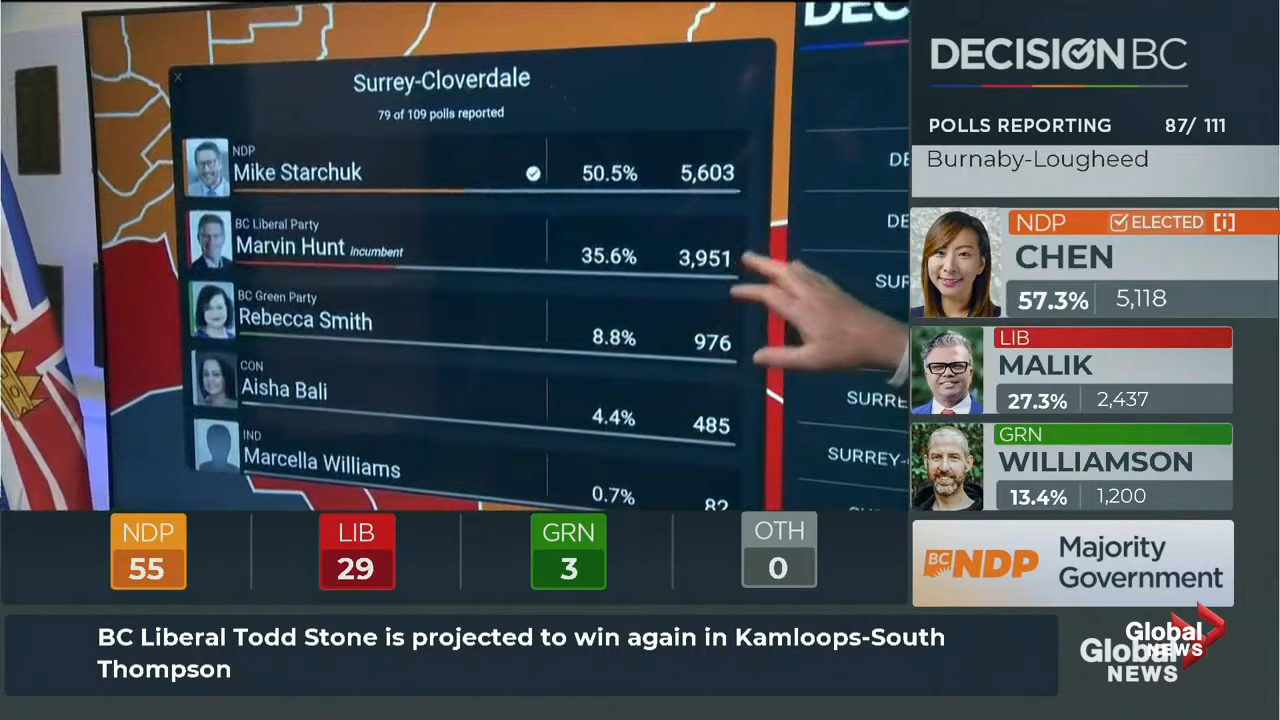 DEC
Surrey-Cloverdale
79 of 109 polls reported
NDP
Mike Starchuk 50.5% 5,603
BC Liberal Party
Marvin Hunt incumbent 35.6% 3,951
BC Green Party
Rebecca Smith 8.8% 976
CON
Aisha Bali 4.4% 485
IND
Marcella Williams 0.7% 82
SURREY-
DECISION BC
POLLS REPORTING 87/ 111
Burnaby-Lougheed
NDP ELECTED [i]
CHEN
57.3% 5,118
LIB
MALIK
27.3% 2,437
GRN
WILLIAMSON
13.4% 1,200
BC NDP Majority
Government
NDP LIB GRN OTH
55 29 3 0
BC Liberal Todd Stone is projected to win again in Kamloops-South
Thompson
Global
NEWS
Global
NEWS